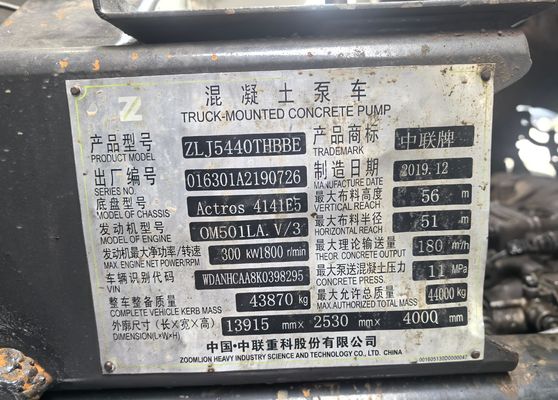 Z
混凝土泵车
TRUCK-MOUNTED CONCRETE PUMP
产品型号 ZLJ5440THBBE 产品商标 中联牌
PRODUCT MODEL TRADEMARK
出厂编号 016301A2190726 制造日期 2019.12
SERIES NO. MANUFACTURE DATE
底盘型号 Actros 4141E5 最大布料高度 56 m
MODEL OF CHASSIS VERTICAL REACH
发动机型号 OM501LA.V/3 最大布料半径 51 m
MODEL OF ENGINE HORIZONTAL REACH
发动机最大净功率/转速 300 kw1800 r/min 最大理论输送量 180 m³/h
MAX. ENGINE NET POWER/RPM THEOR. CONCRETE OUTPUT
车辆识别代码 WDANHCAA8K0398295 最大泵送混凝土压力 11 MPa
VIN. CONCRETE PRESS.
整车整备质量 43870 kg 最大允许总质量 44000 kg
COMPLETE VEHICLE KERB MASS MAX. AUTHORIZED TOTAL MASS
外廓尺寸(长×宽×高) 13915 mm× 2530 mm× 4000 mm
DIMENSION(L×W×H)
中国·中联重科股份有限公司
ZOOMLION HEAVY INDUSTRY SCIENCE AND TECHNOLOGY CO., LTD. CHINA